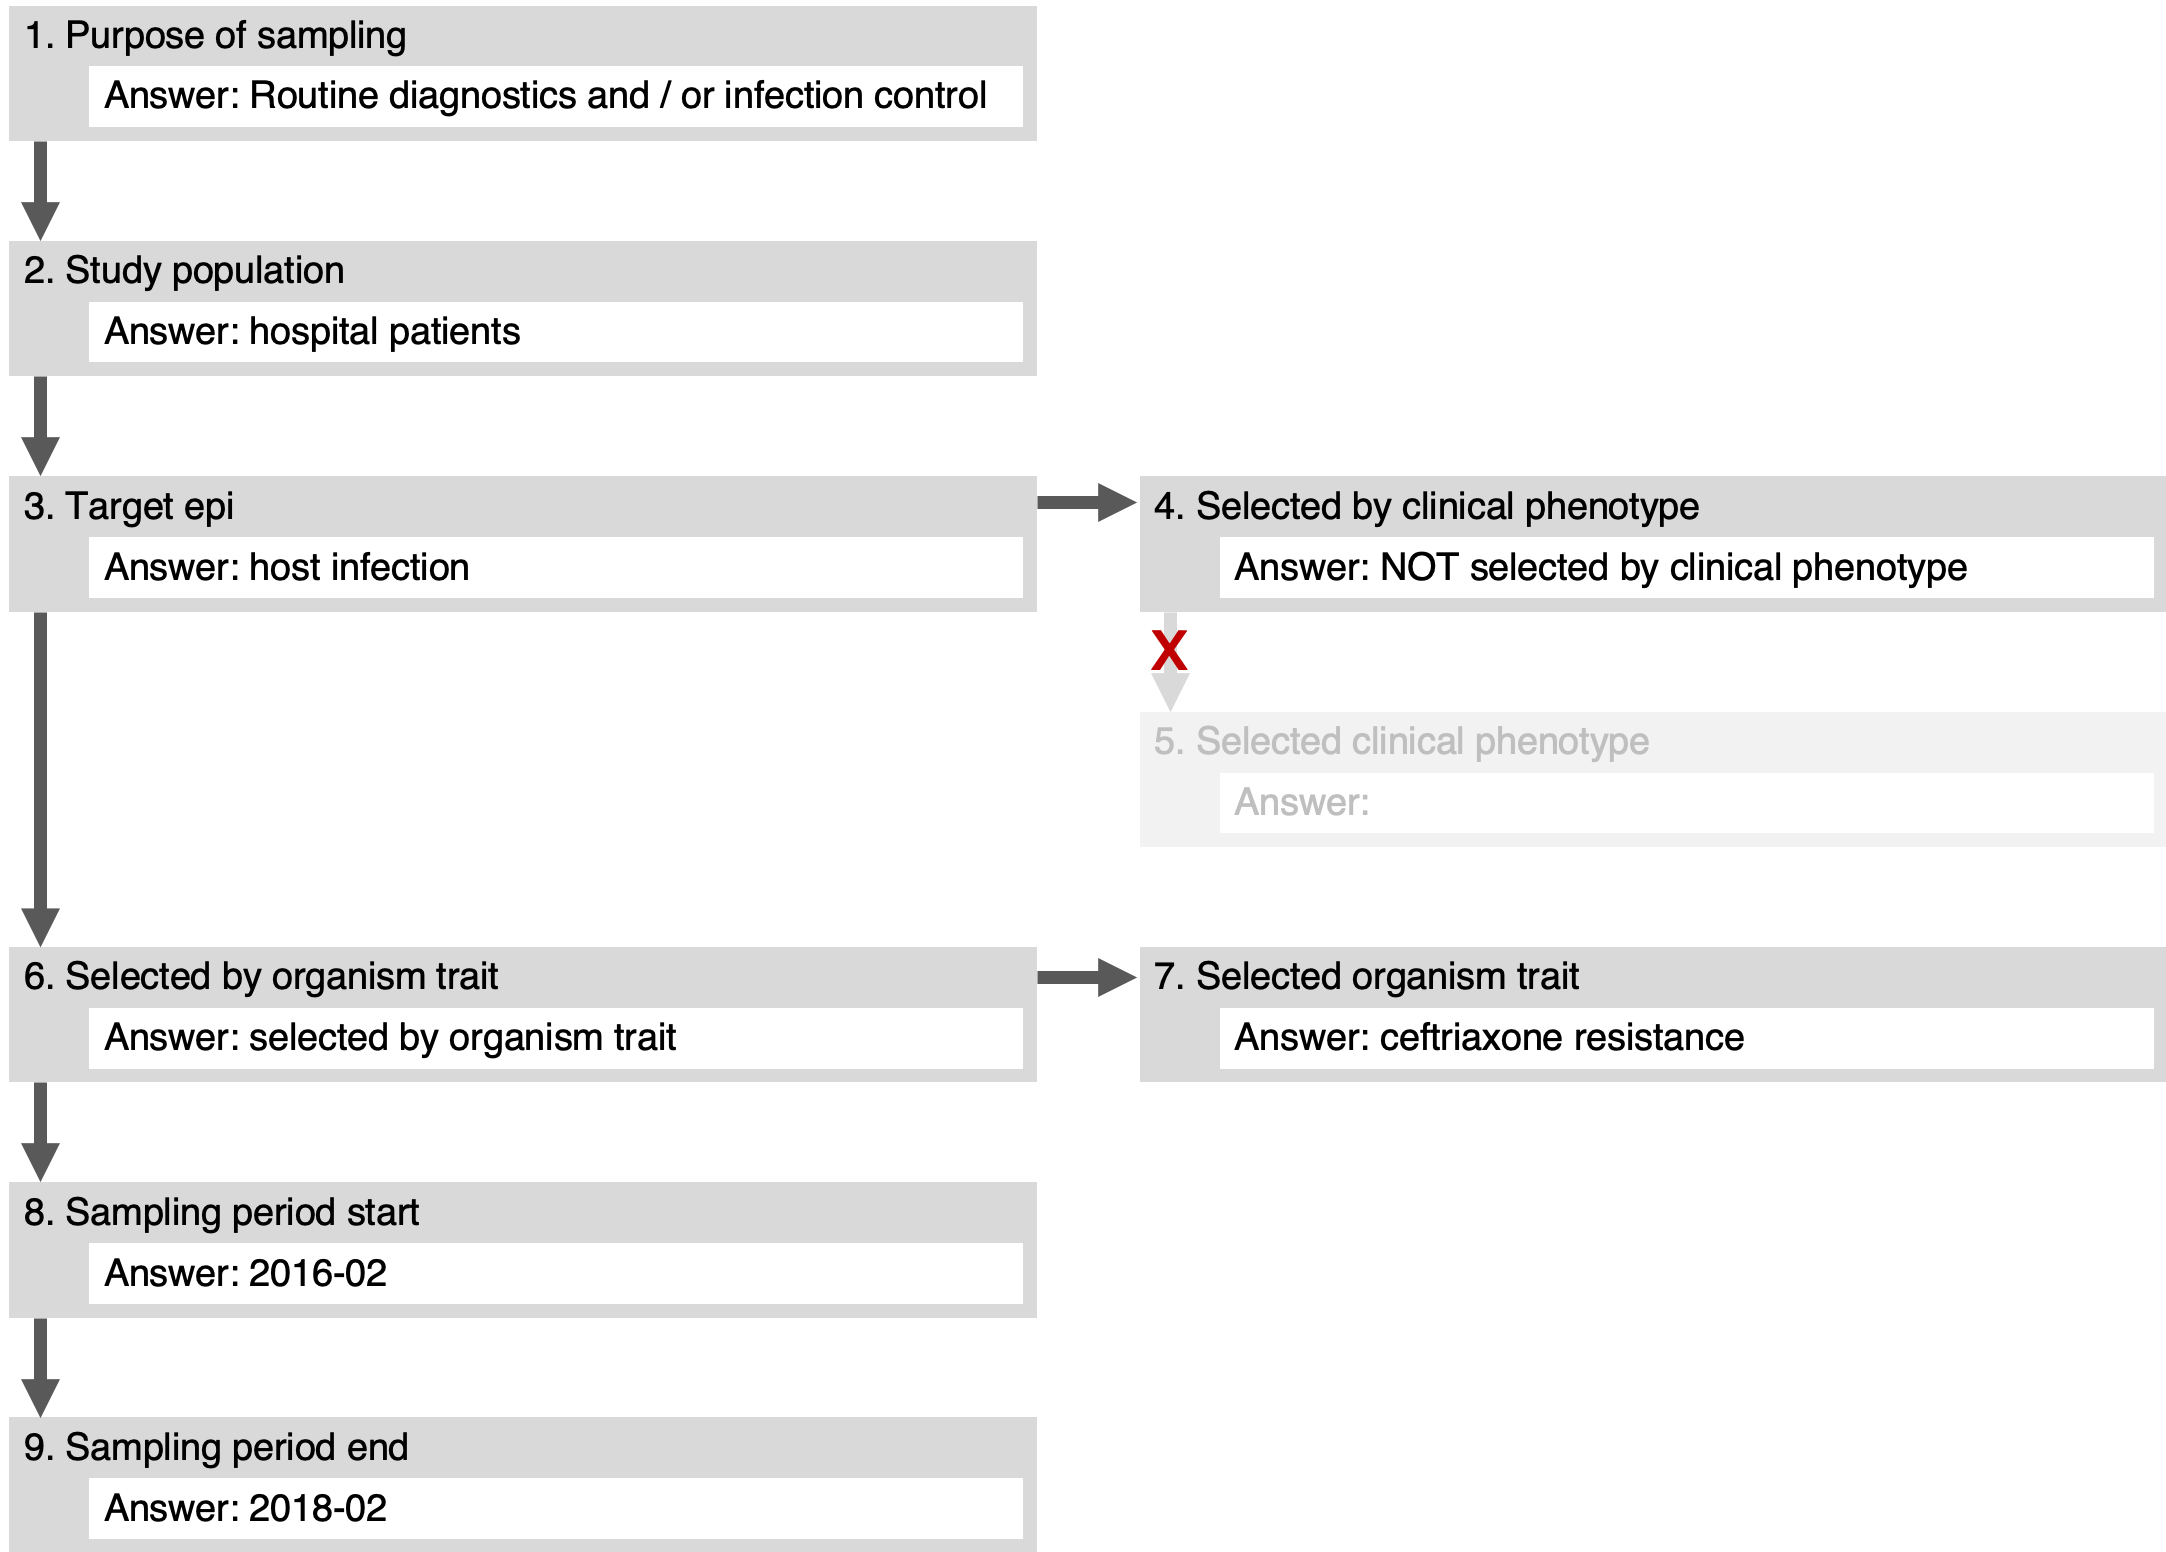 1. Purpose of sampling
Answer: Routine diagnostics and / or infection control
2. Study population
Answer: hospital patients
3. Target epi
Answer: host infection
4. Selected by clinical phenotype
Answer: NOT selected by clinical phenotype
X
5. Selected clinical phenotype
Answer:
6. Selected by organism trait
Answer: selected by organism trait
7. Selected organism trait
Answer: ceftriaxone resistance
8. Sampling period start
Answer: 2016-02
9. Sampling period end
Answer: 2018-02